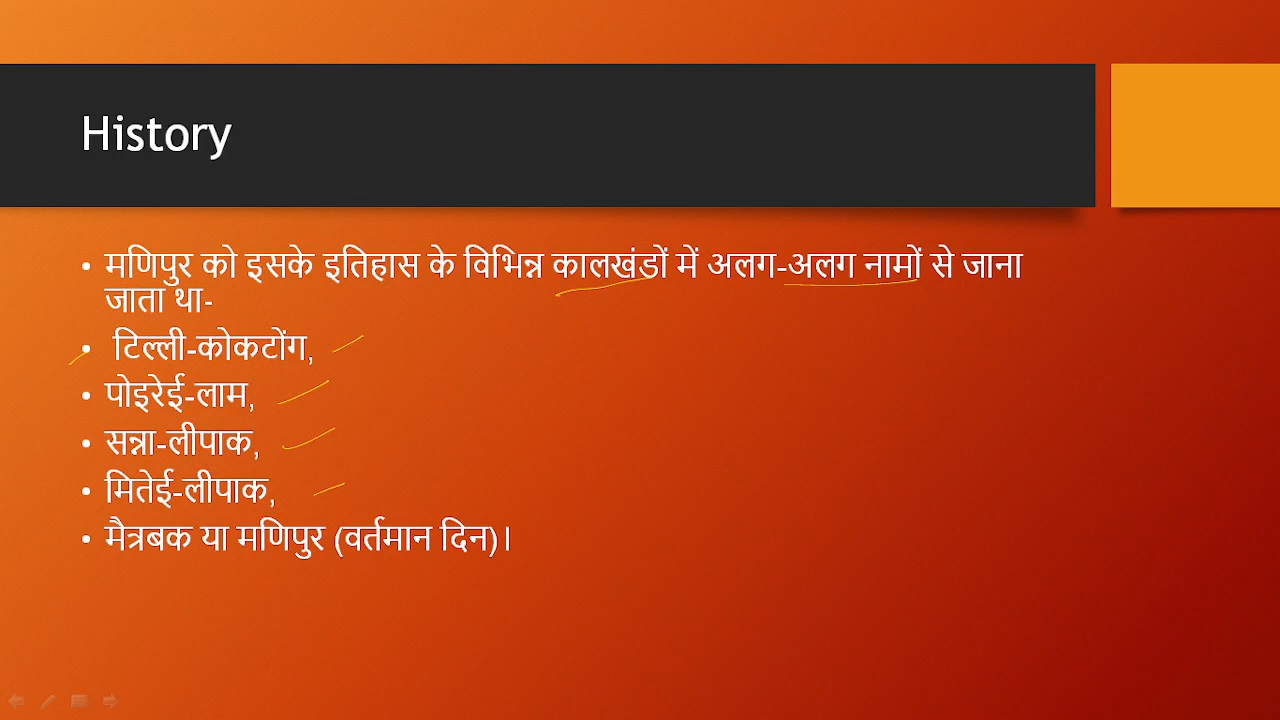 History
• मणिपुर को इसके इतिहास के विभिन्न कालखंडों में अलग-अलग नामों से जाना
जाता था-
• टिल्ली-कोकटोंग,
• पोइरेई-लाम,
• सन्ना-लीपाक,
• मितेई-लीपाक,
• मैत्रबक या मणिपुर (वर्तमान दिन)।